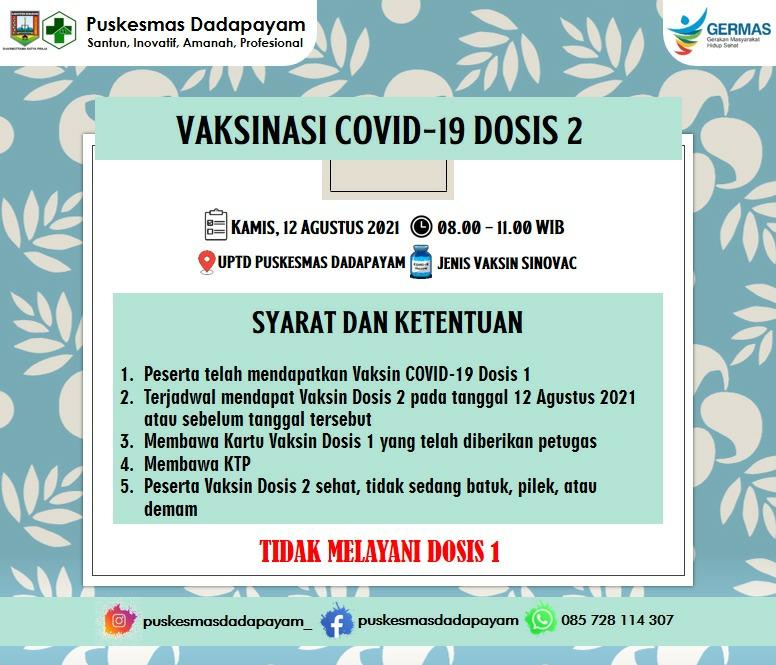 Puskesmas Dadapayam
Santun, Inovatif, Amanah, Profesional
GERMAS
Gerakan Masyarakat
Hidup Sehat
VAKSINASI COVID-19 DOSIS 2
KAMIS, 12 AGUSTUS 2021 08.00 - 11.00 WIB
UPTD PUSKESMAS DADAPAYAM JENIS VAKSIN SINOVAC
SYARAT DAN KETENTUAN
1. Peserta telah mendapatkan Vaksin COVID-19 Dosis 1
2. Terjadwal mendapat Vaksin Dosis 2 pada tanggal 12 Agustus 2021
atau sebelum tanggal tersebut
3. Membawa Kartu Vaksin Dosis 1 yang telah diberikan petugas
4. Membawa KTP
5. Peserta Vaksin Dosis 2 sehat, tidak sedang batuk, pilek, atau
demam
TIDAK MELAYANI DOSIS 1
puskesmasdadapayam_ puskesmasdadapayam 085 728 114 307